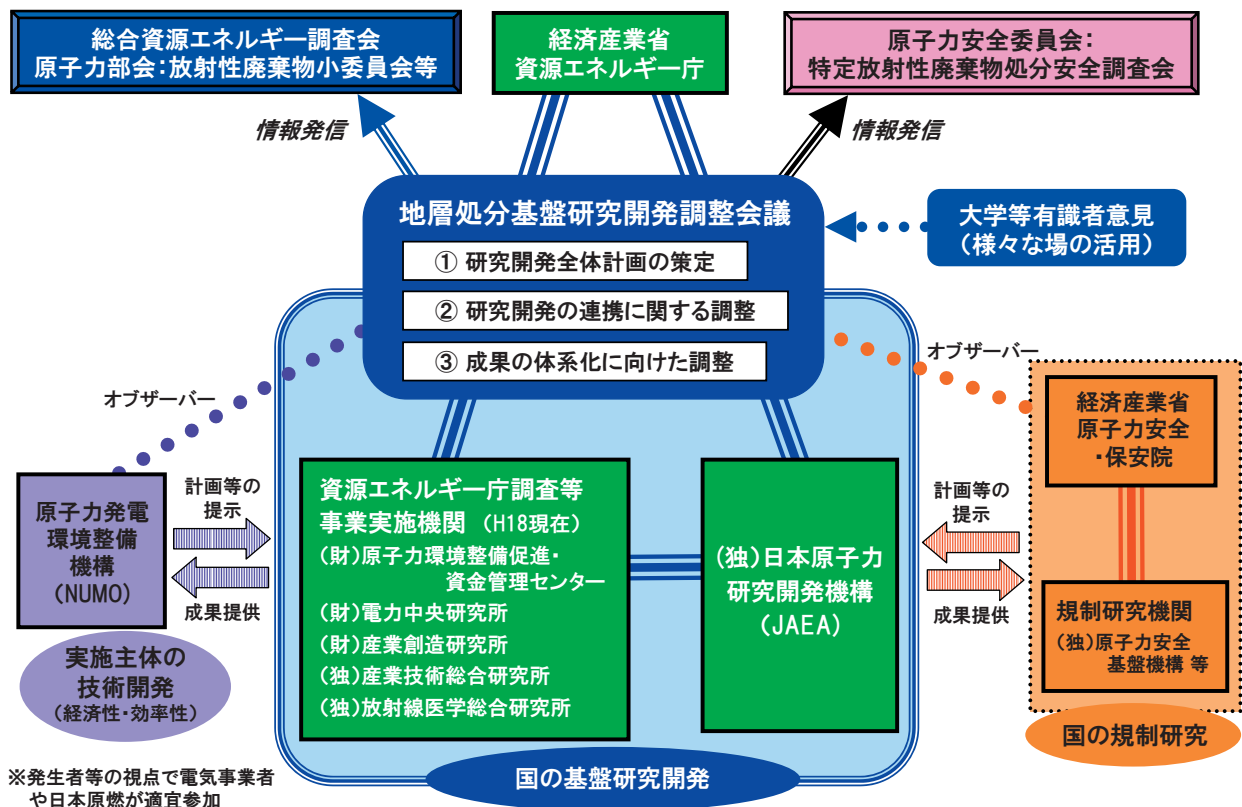 総合資源エネルギー調査会
原子力部会:放射性廃棄物小委員会等
経済産業省
資源エネルギー庁
原子力安全委員会:
特定放射性廃棄物処分安全調査会
情報発信
情報発信
地層処分基盤研究開発調整会議
① 研究開発全体計画の策定
② 研究開発の連携に関する調整
③ 成果の体系化に向けた調整
大学等有識者意見
(様々な場の活用)
オブザーバー
オブザーバー
原子力発電
環境整備
機構
(NUMO)
計画等の
提示
成果提供
実施主体の
技術開発
(経済性・効率性)
資源エネルギー庁調査等
事業実施機関 (H18現在)
(財)原子力環境整備促進・
資金管理センター
(財)電力中央研究所
(財)産業創造研究所
(独)産業技術総合研究所
(独)放射線医学総合研究所
(独)日本原子力
研究開発機構
(JAEA)
計画等の
提示
成果提供
経済産業省
原子力安全
・保安院
規制研究機関
(独)原子力安全
基盤機構 等
国の規制研究
国の基盤研究開発
※発生者等の視点で電気事業者
や日本原燃が適宜参加